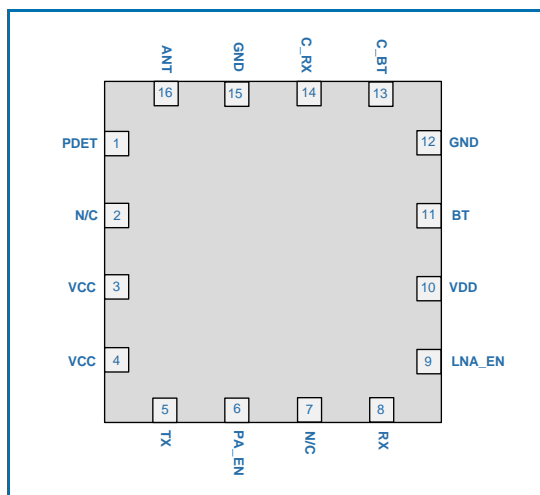 ANT GND C_RX C_BT
16 15 14 13
PDET 1 12 GND
N/C 2 11 BT
VCC 3 10 VDD
VCC 4 9 LNA_EN
5 6 7 8
TX PA_EN N/C RX